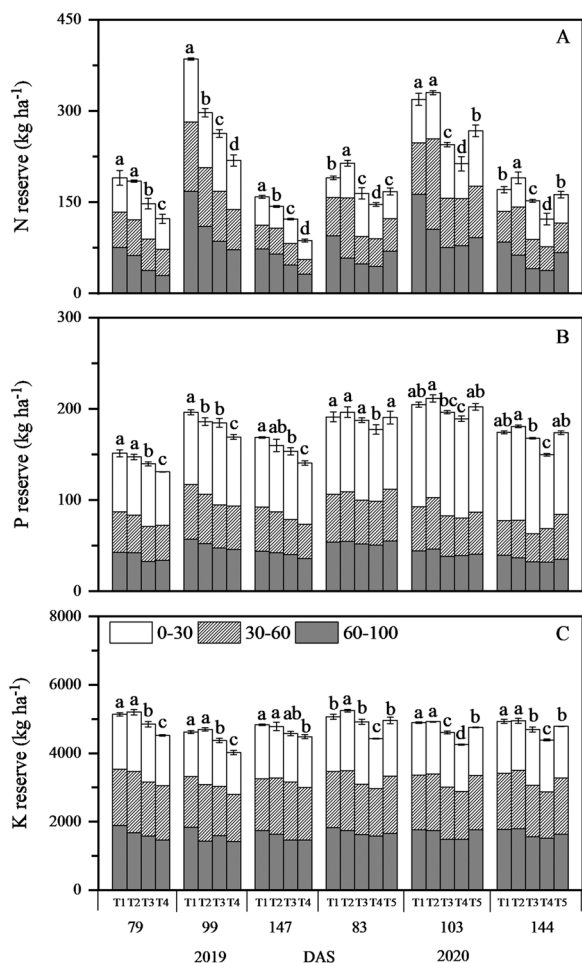 A
N reserve (kg ha⁻¹)
450
300
150
0
a a b c a b c d a b c d b a c d c a a c d b b a c d b
B
P reserve (kg ha⁻¹)
300
200
100
0
a a b c a b b c a ab b c a a a b a ab a bc c ab ab a b c ab
C
K reserve (kg ha⁻¹)
8000
6000
4000
2000
0
0-30 30-60 60-100
a a b c a a b c a a ab b b a b c b a a c d b a a b c b
T1 T2 T3 T4 T1 T2 T3 T4 T1 T2 T3 T4 T1 T2 T3 T4 T5 T1 T2 T3 T4 T5 T1 T2 T3 T4 T5
79 99 147 83 103 144
2019 DAS 2020